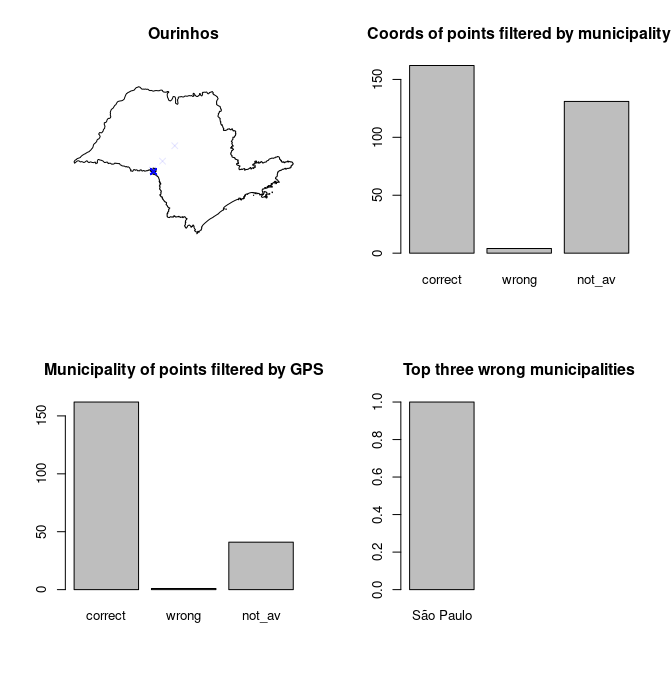 Ourinhos
Coords of points filtered by municipality
0
50
100
150
correct wrong not_av
Municipality of points filtered by GPS
0
50
100
150
correct wrong not_av
Top three wrong municipalities
0.0
0.2
0.4
0.6
0.8
1.0
São Paulo